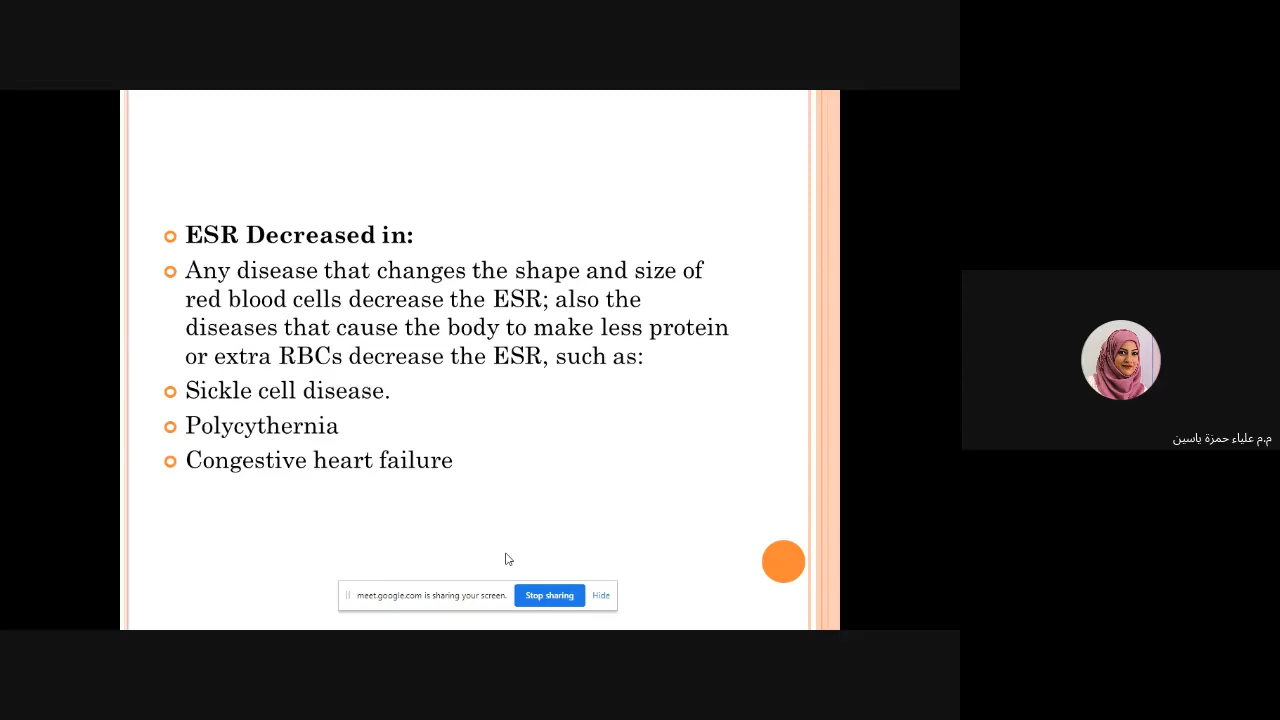 ESR Decreased in:
Any disease that changes the shape and size of
red blood cells decrease the ESR; also the
diseases that cause the body to make less protein
or extra RBCs decrease the ESR, such as:
Sickle cell disease.
Polycythernia
Congestive heart failure
meet.google.com is sharing your screen. Stop sharing Hide
م.م علياء حمزة ياسين